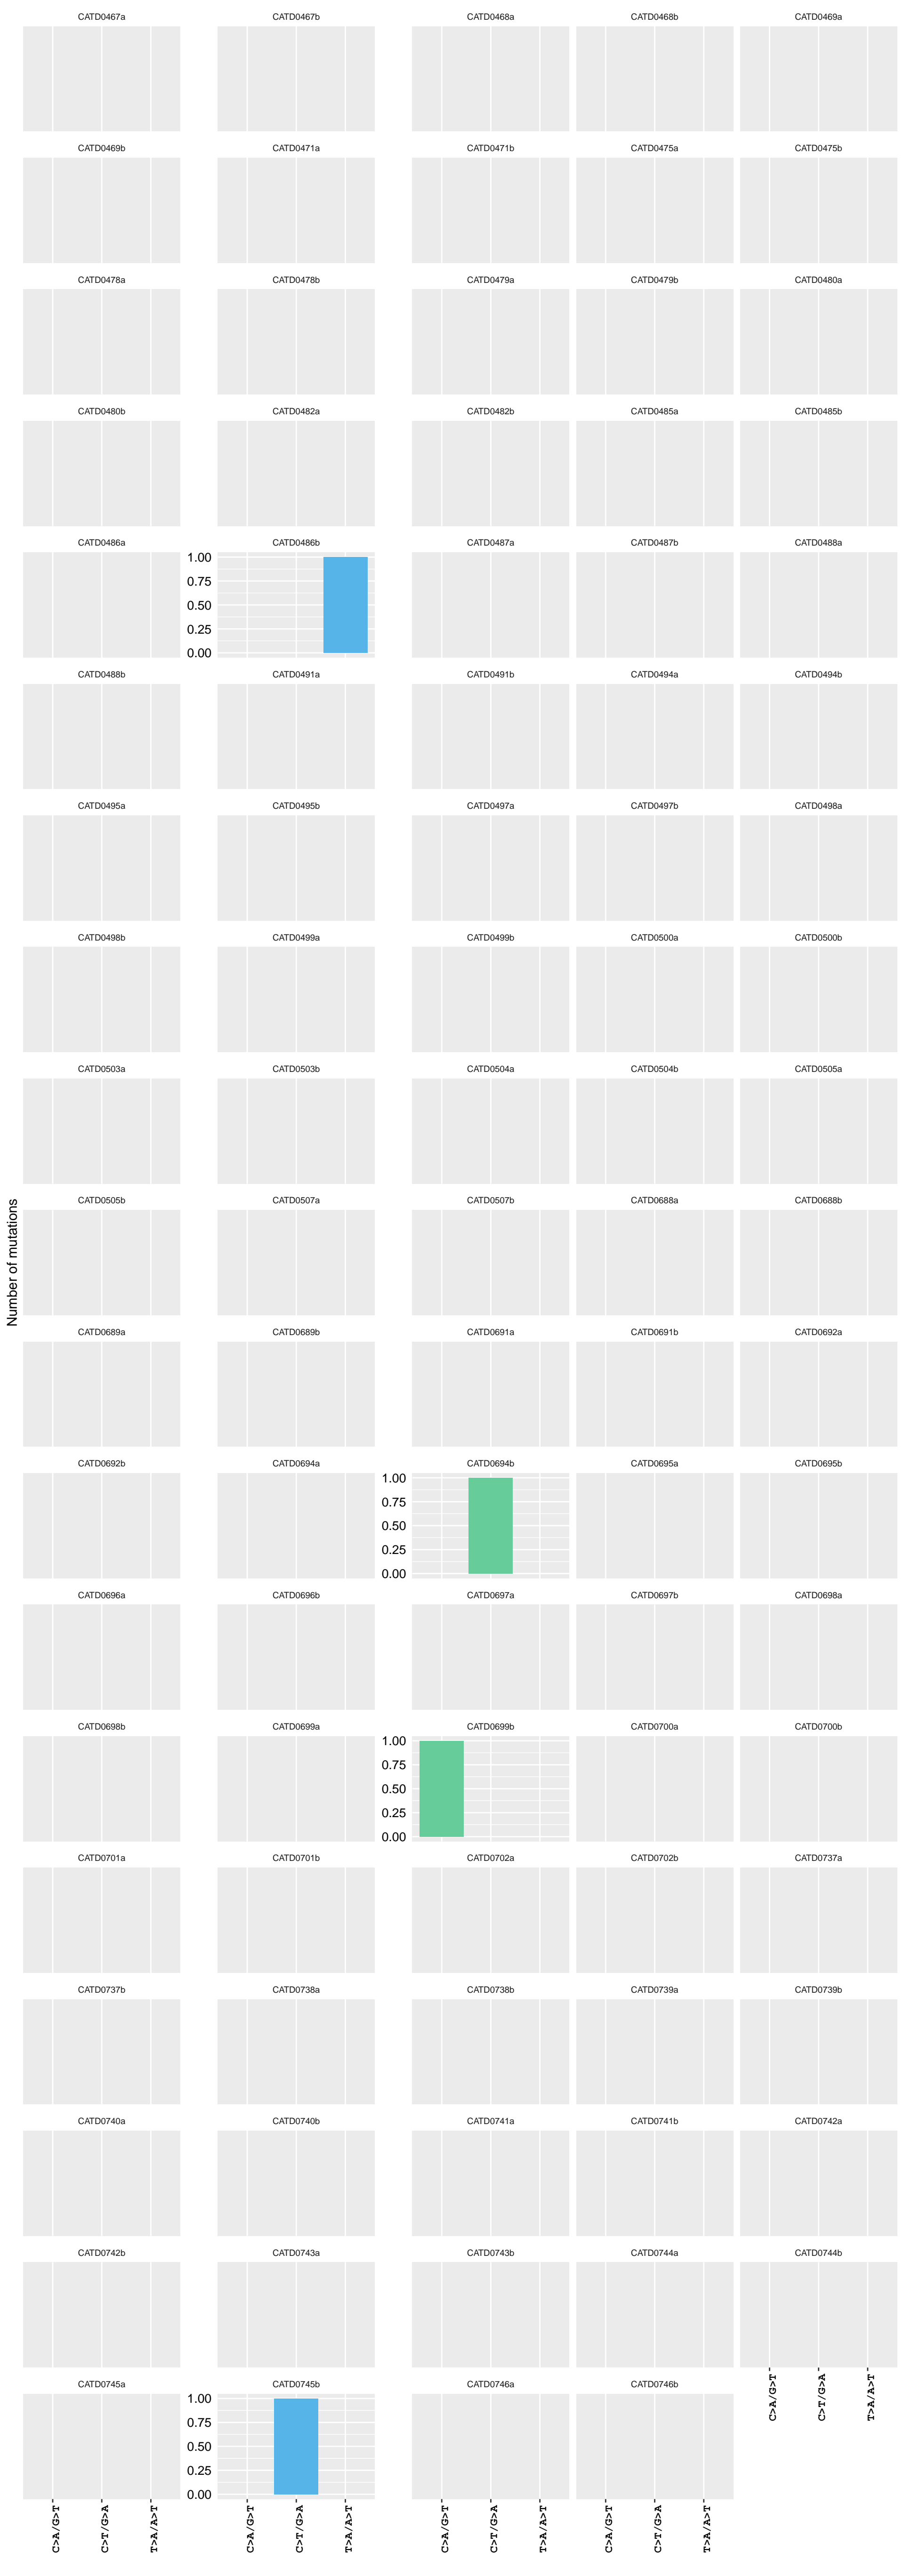 CATD0467a CATD0467b CATD0468a CATD0468b CATD0469a
CATD0469b CATD0471a CATD0471b CATD0475a CATD0475b
CATD0478a CATD0478b CATD0479a CATD0479b CATD0480a
CATD0480b CATD0482a CATD0482b CATD0485a CATD0485b
CATD0486a CATD0486b CATD0487a CATD0487b CATD0488a
1.00
0.75
0.50
0.25
0.00
CATD0488b CATD0491a CATD0491b CATD0494a CATD0494b
CATD0495a CATD0495b CATD0497a CATD0497b CATD0498a
CATD0498b CATD0499a CATD0499b CATD0500a CATD0500b
CATD0503a CATD0503b CATD0504a CATD0504b CATD0505a
Number of mutations
CATD0505b CATD0507a CATD0507b CATD0688a CATD0688b
CATD0689a CATD0689b CATD0691a CATD0691b CATD0692a
CATD0692b CATD0694a CATD0694b CATD0695a CATD0695b
1.00
0.75
0.50
0.25
0.00
CATD0696a CATD0696b CATD0697a CATD0697b CATD0698a
CATD0698b CATD0699a CATD0699b CATD0700a CATD0700b
1.00
0.75
0.50
0.25
0.00
CATD0701a CATD0701b CATD0702a CATD0702b CATD0737a
CATD0737b CATD0738a CATD0738b CATD0739a CATD0739b
CATD0740a CATD0740b CATD0741a CATD0741b CATD0742a
CATD0742b CATD0743a CATD0743b CATD0744a CATD0744b
C>A/G>T C>T/G>A T>A/A>T
CATD0745a CATD0745b CATD0746a CATD0746b
1.00
0.75
0.50
0.25
0.00
C>A/G>T C>T/G>A T>A/A>T C>A/G>T C>T/G>A T>A/A>T C>A/G>T C>T/G>A T>A/A>T C>A/G>T C>T/G>A T>A/A>T